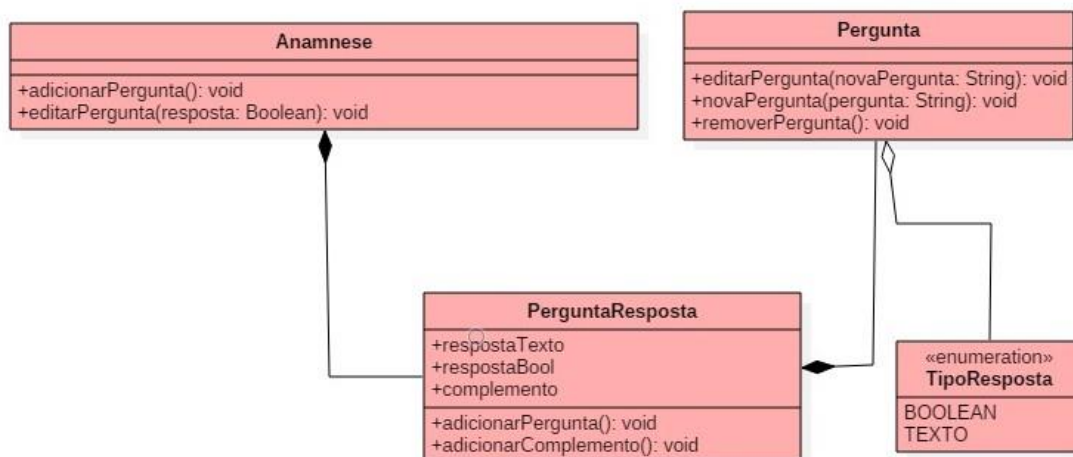 Anamnese
+adicionarPergunta(): void
+editarPergunta(resposta: Boolean): void
Pergunta
+editarPergunta(novaPergunta: String): void
+novaPergunta(pergunta: String): void
+removerPergunta(): void
PerguntaResposta
+respostaTexto
+respostaBool
+complemento
+adicionarPergunta(): void
+adicionarComplemento(): void
«enumeration»
TipoResposta
BOOLEAN
TEXTO